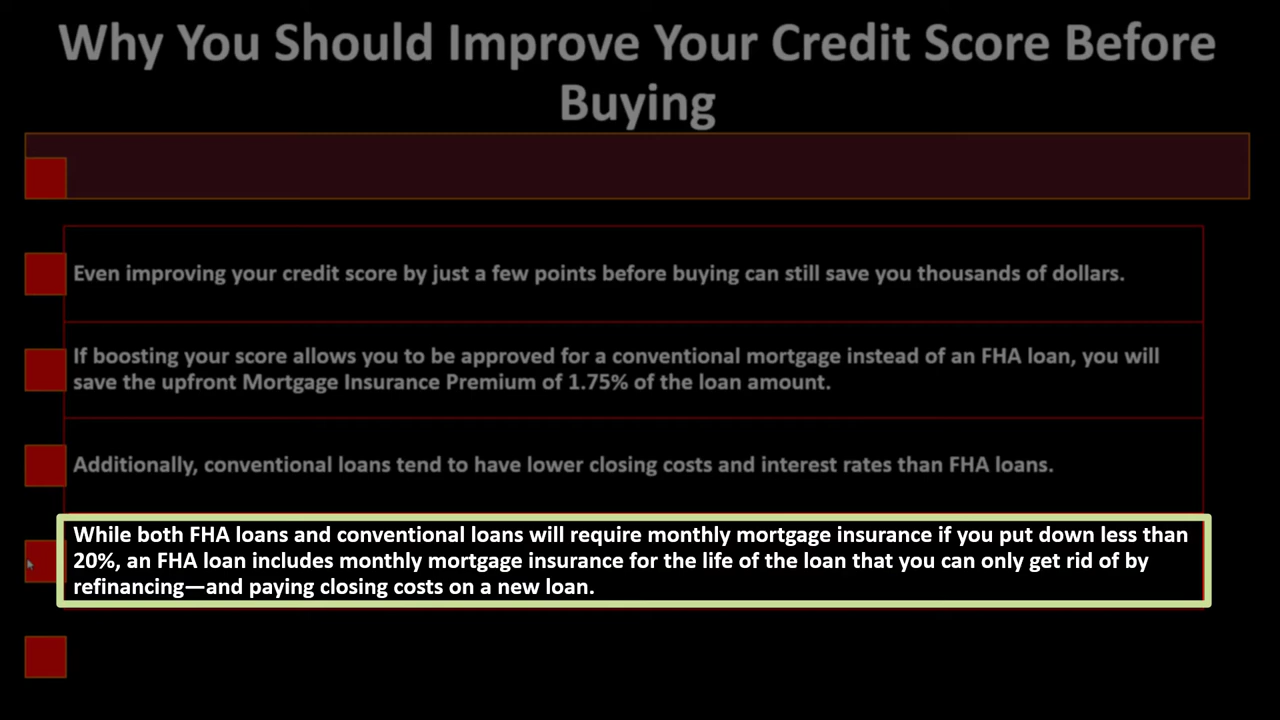 Why You Should Improve Your Credit Score Before
Buying
Even improving your credit score by just a few points before buying can still save you thousands of dollars.
If boosting your score allows you to be approved for a conventional mortgage instead of an FHA loan, you will
save the upfront Mortgage Insurance Premium of 1.75% of the loan amount.
Additionally, conventional loans tend to have lower closing costs and interest rates than FHA loans.
While both FHA loans and conventional loans will require monthly mortgage insurance if you put down less than
20%, an FHA loan includes monthly mortgage insurance for the life of the loan that you can only get rid of by
refinancing—and paying closing costs on a new loan.